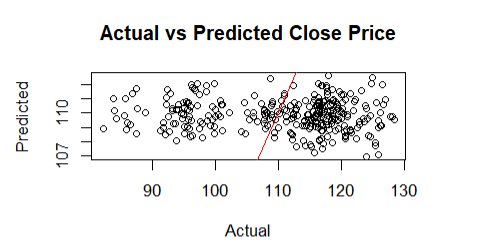 Actual vs Predicted Close Price
Predicted
110
107
90 100 110 120 130
Actual